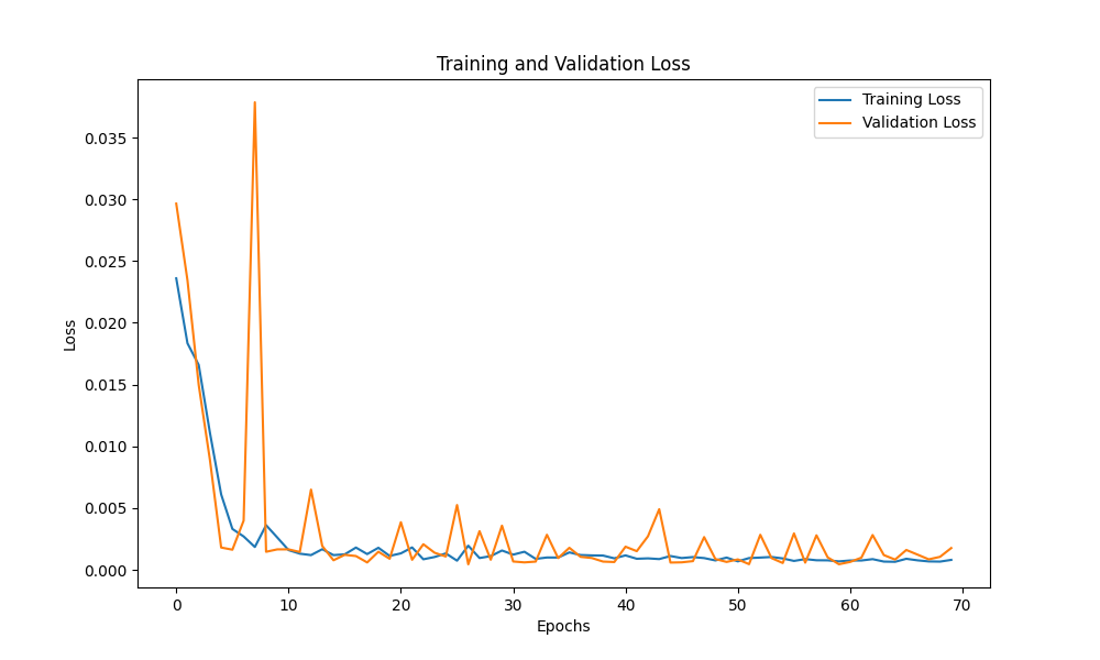 Training and Validation Loss
Training Loss
Validation Loss
0.035
0.030
0.025
0.020
0.015
0.010
0.005
0.000
Loss
0 10 20 30 40 50 60 70
Epochs